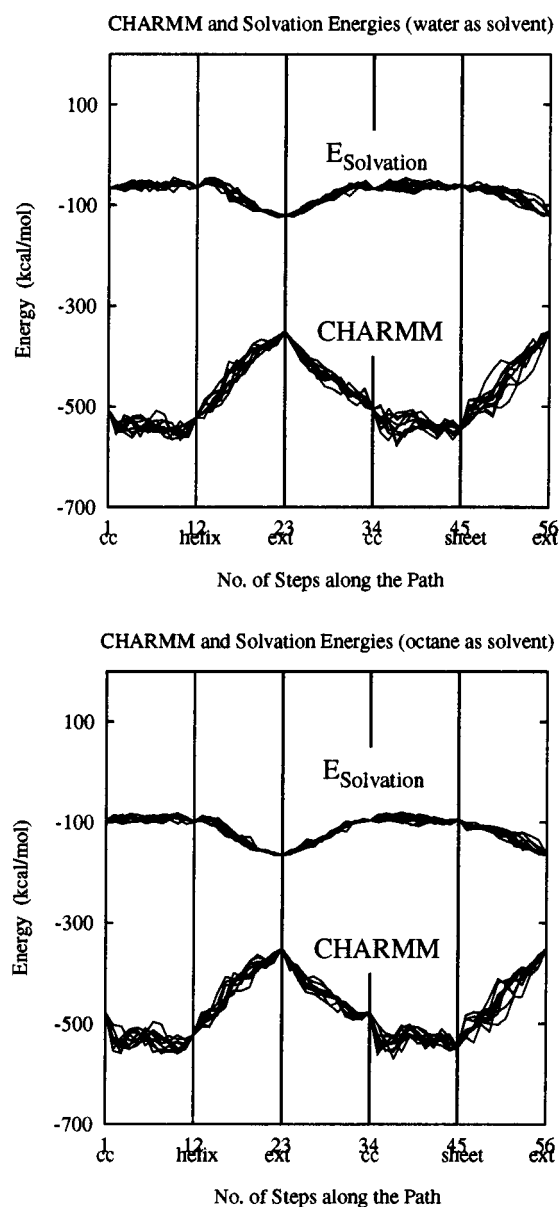 CHARMM and Solvation Energies (water as solvent)
100
E_Solvation
-100
Energy (kcal/mol)
-300
CHARMM
-500
-700
1 12 23 34 45 56
cc helix ext cc sheet ext
No. of Steps along the Path
CHARMM and Solvation Energies (octane as solvent)
100
E_Solvation
-100
Energy (kcal/mol)
-300
CHARMM
-500
-700
1 12 23 34 45 56
cc helix ext cc sheet ext
No. of Steps along the Path